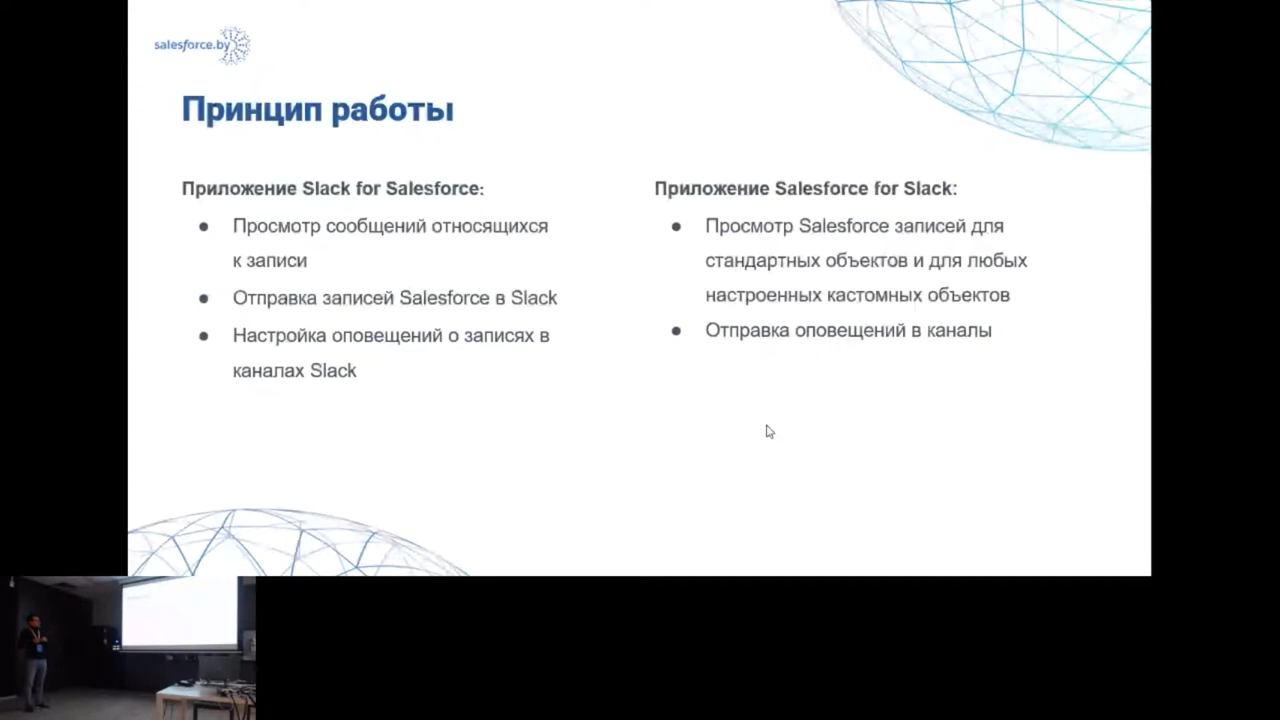 salesforce.by
Принцип работы
Приложение Slack for Salesforce:
● Просмотр сообщений относящихся
к записи
● Отправка записей Salesforce в Slack
● Настройка оповещений о записях в
каналах Slack
Приложение Salesforce for Slack:
● Просмотр Salesforce записей для
стандартных объектов и для любых
настроенных кастомных объектов
● Отправка оповещений в каналы